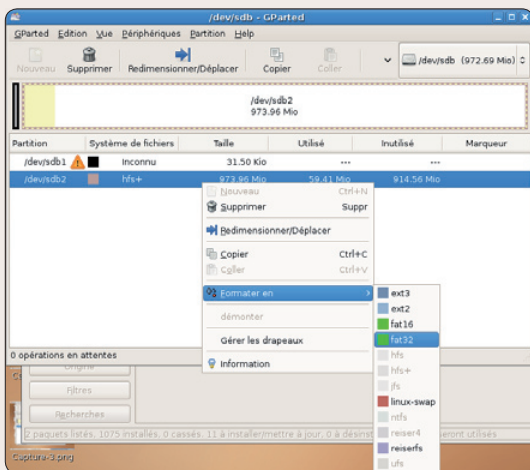 /dev/sdb - GParted
GParted Edition Vue Périphériques Partition Help
Nouveau Supprimer Redimensionner/Déplacer Copier Coller /dev/sdb (972.69 Mio)
/dev/sdb2
973.96 Mio
Partition Système de fichiers Taille Utilisé Inutilisé Marqueur
/dev/sdb1 Inconnu 31.50 Kio --- ---
/dev/sdb2 hfs+ 973.96 Mio 59.41 Mio 914.56 Mio
Nouveau Ctrl+N
Supprimer Suppr
Redimensionner/Déplacer
Copier Ctrl+C
Coller Ctrl+V
Formater en
démonter
Gérer les drapeaux
Information
ext3
ext2
fat16
fat32
hfs
hfs+
jfs
linux-swap
ntfs
reiser4
reiserfs
ufs
0 opérations en attentes
Origine
Filtres
Recherches
2 paquets listés, 1075 installés, 0 cassés. 11 à installer/mettre à jour, 0 à désinst seront utilisés
Capture-3.png